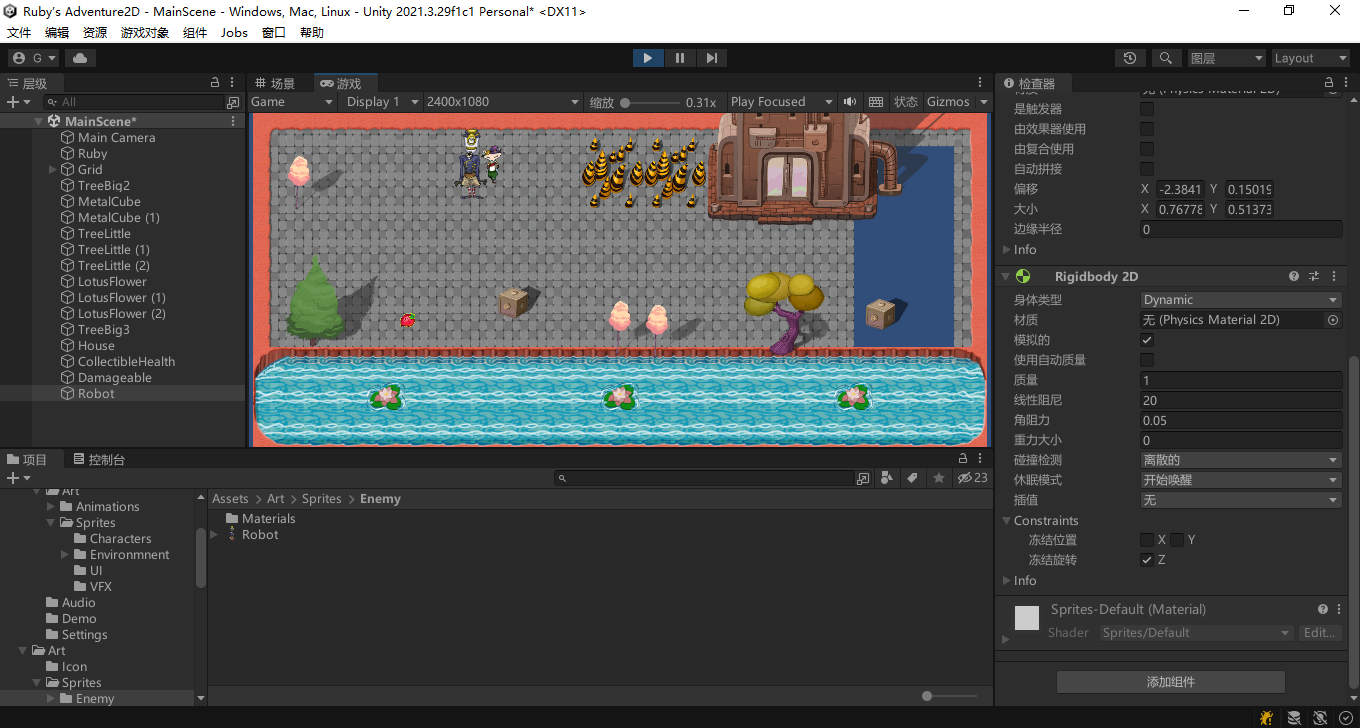 Ruby's Adventure2D - MainScene - Windows, Mac, Linux - Unity 2021.3.29f1c1 Personal* <DX11>
文件 编辑 资源 游戏对象 组件 Jobs 窗口 帮助
G 图层 Layout
层级
All
MainScene*
Main Camera
Ruby
Grid
TreeBig2
MetalCube
MetalCube (1)
TreeLittle
TreeLittle (1)
TreeLittle (2)
LotusFlower
LotusFlower (1)
LotusFlower (2)
TreeBig3
House
CollectibleHealth
Damageable
Robot
场景 游戏
Game Display 1 2400x1080 缩放 0.31x Play Focused 状态 Gizmos
检查器
是触发器
由效果器使用
由复合使用
自动拼接
偏移 X -2.3841 Y 0.15019
大小 X 0.76778 Y 0.51373
边缘半径 0
Info
Rigidbody 2D
身体类型 Dynamic
材质 无 (Physics Material 2D)
模拟的
使用自动质量
质量 1
线性阻尼 20
角阻力 0.05
重力大小 0
碰撞检测 离散的
休眠模式 开始唤醒
插值 无
Constraints
冻结位置 X Y
冻结旋转 Z
Info
Sprites-Default (Material)
Shader Sprites/Default Edit...
添加组件
项目 控制台
23
Art
Animations
Sprites
Characters
Environmnent
UI
VFX
Audio
Demo
Settings
Art
Icon
Sprites
Enemy
Assets > Art > Sprites > Enemy
Materials
Robot